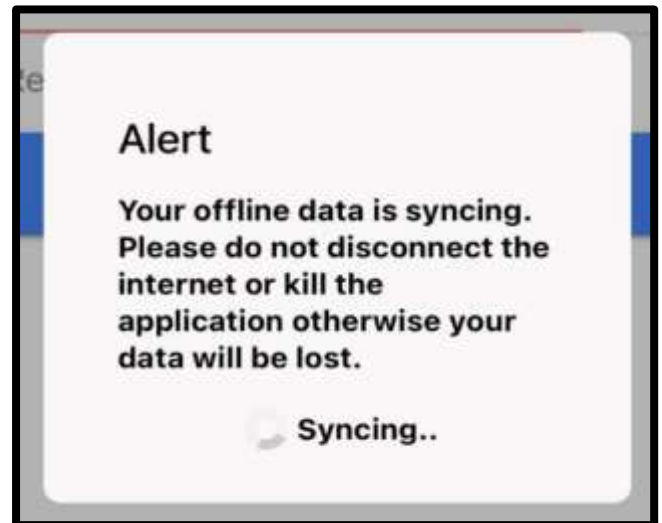 Alert
Your offline data is syncing.
Please do not disconnect the
internet or kill the
application otherwise your
data will be lost.
Syncing..